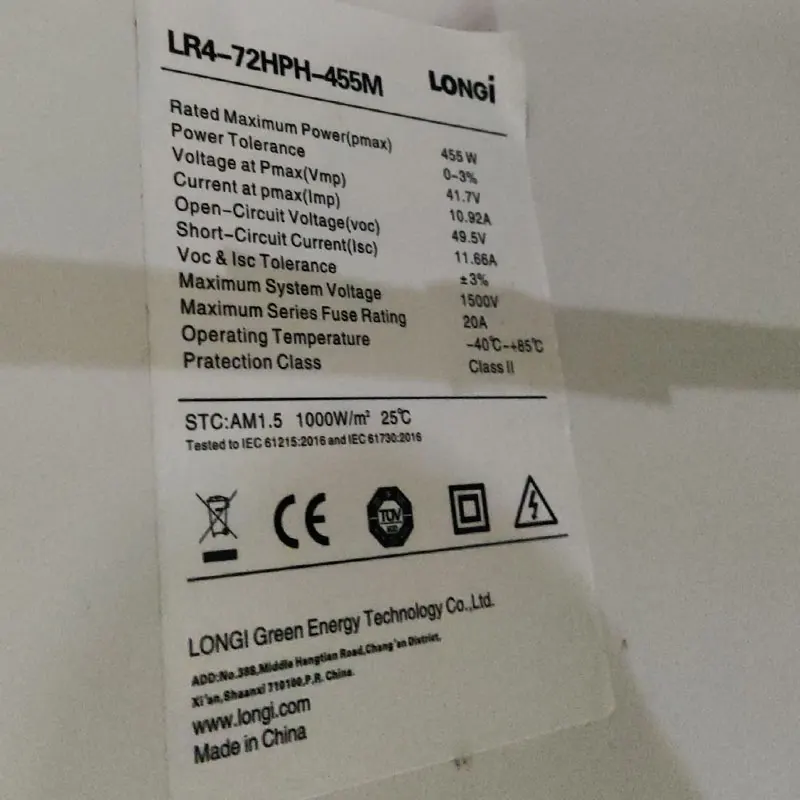 LR4-72HPH-455M LONGi
Rated Maximum Power(pmax) 455 W
Power Tolerance 0-3%
Voltage at Pmax(Vmp) 41.7V
Current at pmax(Imp) 10.92A
Open-Circuit Voltage(voc) 49.5V
Short-Circuit Current(Isc) 11.66A
Voc & Isc Tolerance ±3%
Maximum System Voltage 1500V
Maximum Series Fuse Rating 20A
Operating Temperature -40℃-+85℃
Pratection Class Class II
STC:AM1.5 1000W/m² 25℃
Tested to IEC 61215:2016 and IEC 61730:2016
CE TÜV
LONGI Green Energy Technology Co.,Ltd.
ADD:No.388,Middle Hangtian Road,Chang'an District,
Xi'an,Shaanxi 710100,P.R. China.
www.longi.com
Made in China